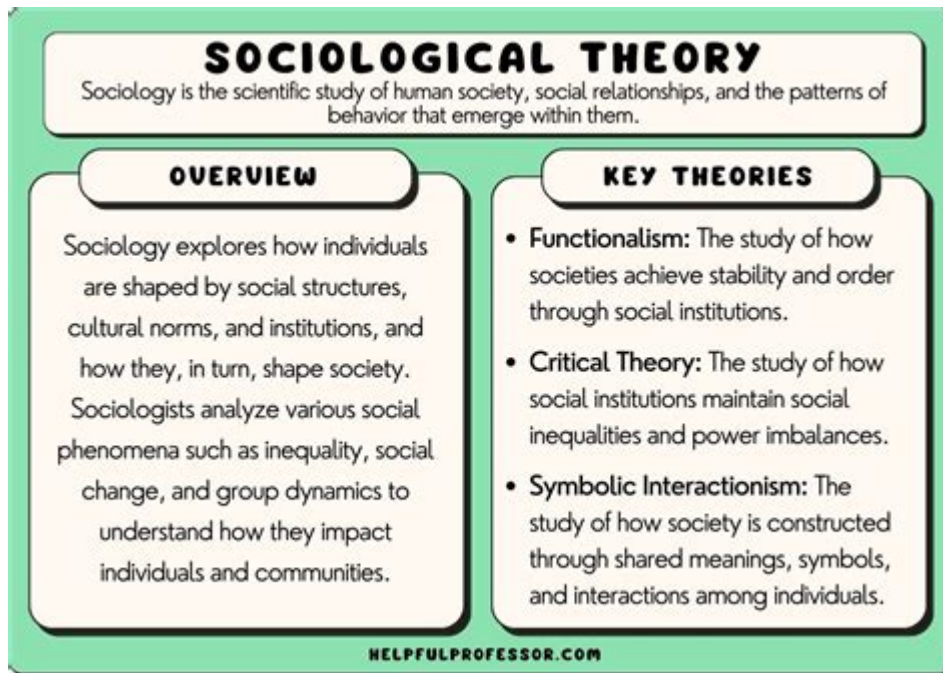 SOCIOLOGICAL THEORY
Sociology is the scientific study of human society, social relationships, and the patterns of
behavior that emerge within them.
OVERVIEW
Sociology explores how individuals
are shaped by social structures,
cultural norms, and institutions, and
how they, in turn, shape society.
Sociologists analyze various social
phenomena such as inequality, social
change, and group dynamics to
understand how they impact
individuals and communities.
KEY THEORIES
• Functionalism: The study of how
societies achieve stability and order
through social institutions.
• Critical Theory: The study of how
social institutions maintain social
inequalities and power imbalances.
• Symbolic Interactionism: The
study of how society is constructed
through shared meanings, symbols,
and interactions among individuals.
HELPFULPROFESSOR.COM